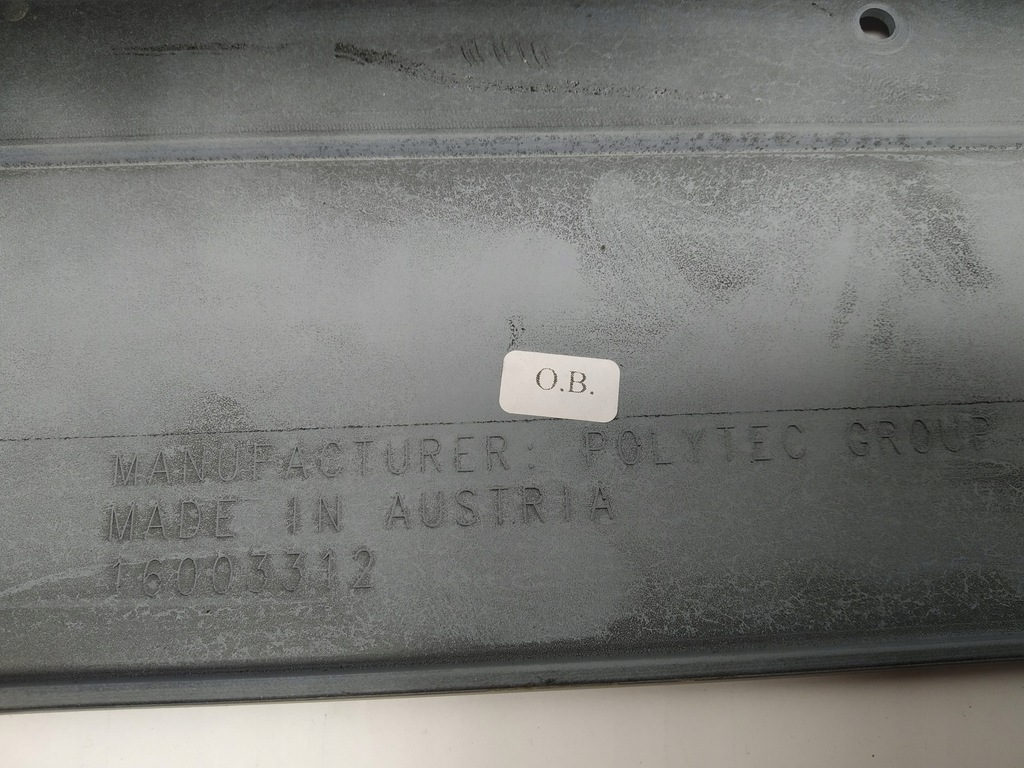 O.B.
MANUFACTURER: POLYTEC GROUP
MADE IN AUSTRIA
16003312